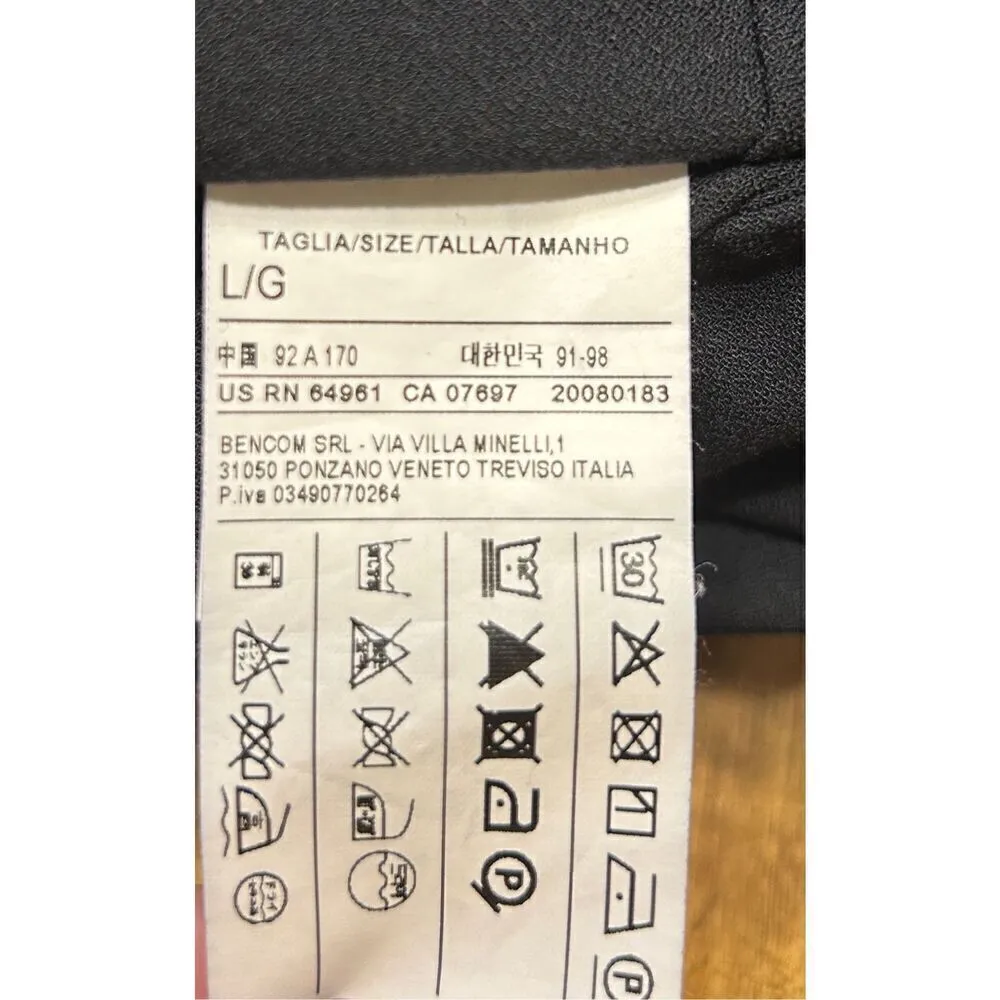 TAGLIA/SIZE/TALLA/TAMANHO
L/G
中国 92 A 170 대한민국 91-98
US RN 64961 CA 07697 20080183
BENCOM SRL - VIA VILLA MINELLI,1
31050 PONZANO VENETO TREVISO ITALIA
P.iva 03490770264
30
P
P